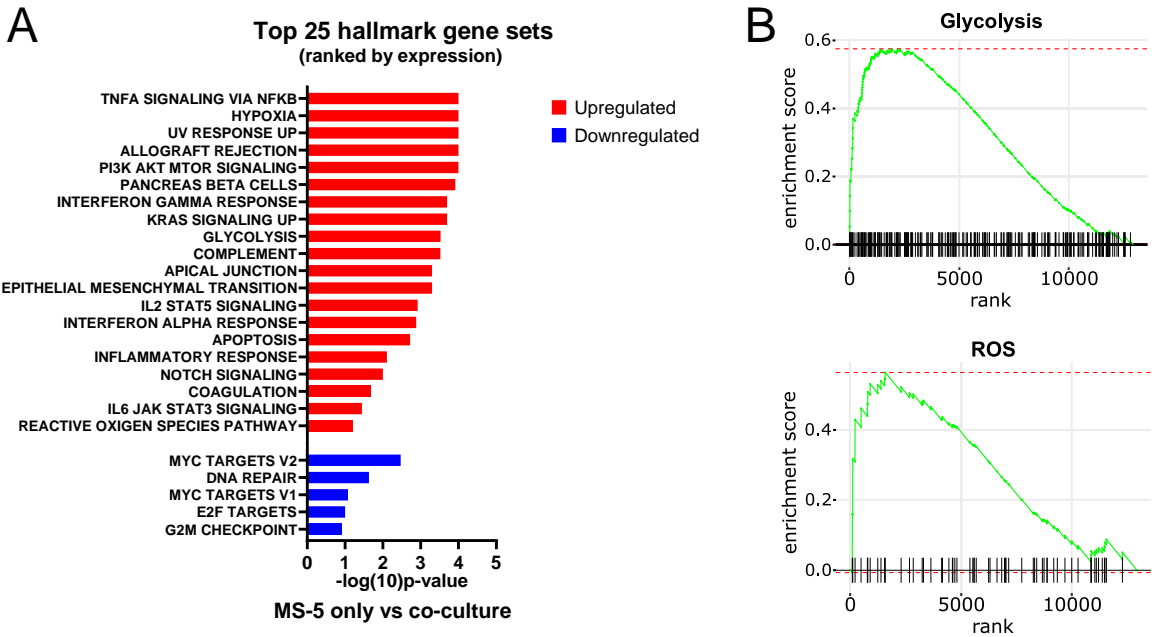 A
Top 25 hallmark gene sets
(ranked by expression)
TNFA SIGNALING VIA NFKB
HYPOXIA
UV RESPONSE UP
ALLOGRAFT REJECTION
PI3K AKT MTOR SIGNALING
PANCREAS BETA CELLS
INTERFERON GAMMA RESPONSE
KRAS SIGNALING UP
GLYCOLYSIS
COMPLEMENT
APICAL JUNCTION
EPITHELIAL MESENCHYMAL TRANSITION
IL2 STAT5 SIGNALING
INTERFERON ALPHA RESPONSE
APOPTOSIS
INFLAMMATORY RESPONSE
NOTCH SIGNALING
COAGULATION
IL6 JAK STAT3 SIGNALING
REACTIVE OXIGEN SPECIES PATHWAY
MYC TARGETS V2
DNA REPAIR
MYC TARGETS V1
E2F TARGETS
G2M CHECKPOINT
0 1 2 3 4 5
-log(10)p-value
MS-5 only vs co-culture
Upregulated
Downregulated
B
Glycolysis
enrichment score
0.6
0.4
0.2
0.0
0 5000 10000
rank
ROS
enrichment score
0.4
0.2
0.0
0 5000 10000
rank